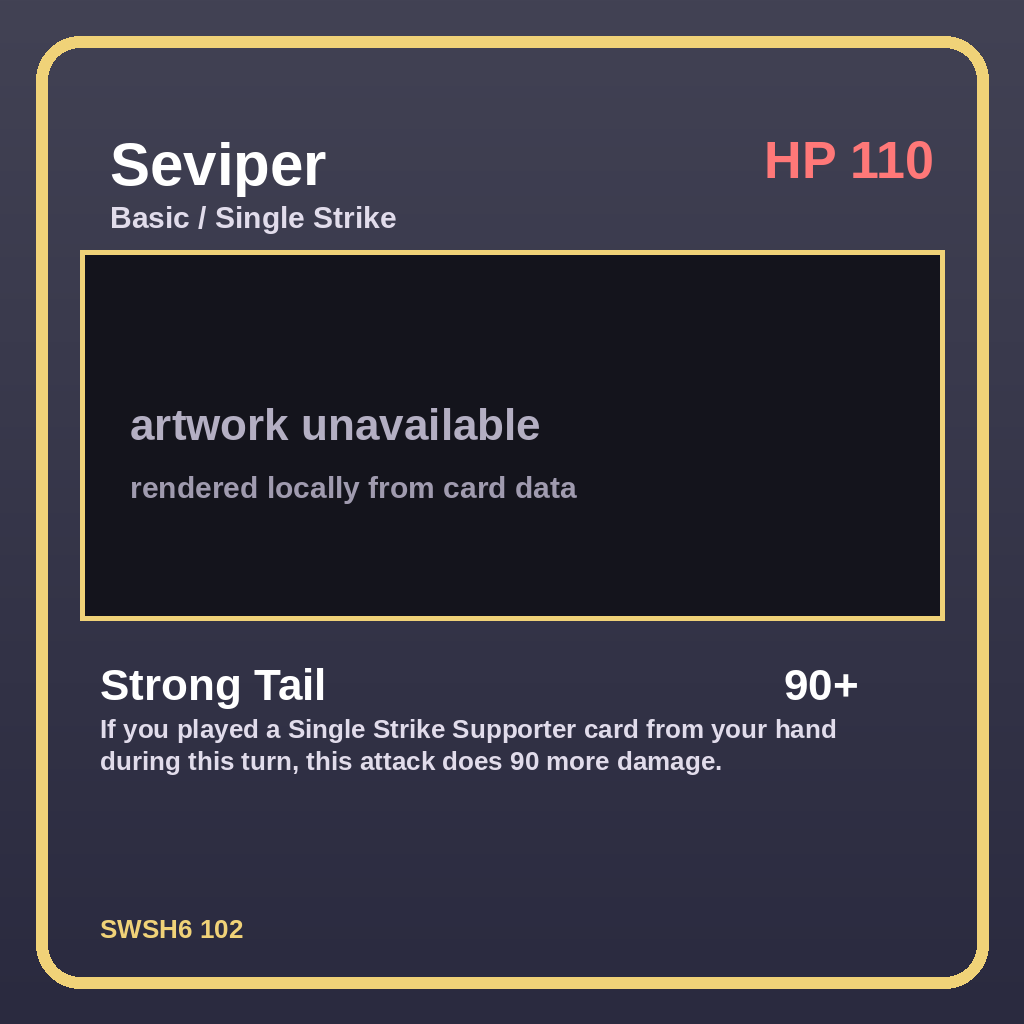 Seviper
HP 110
Basic / Single Strike
artwork unavailable
rendered locally from card data
Strong Tail
90+
If you played a Single Strike Supporter card from your hand
during this turn, this attack does 90 more damage.
SWSH6 102